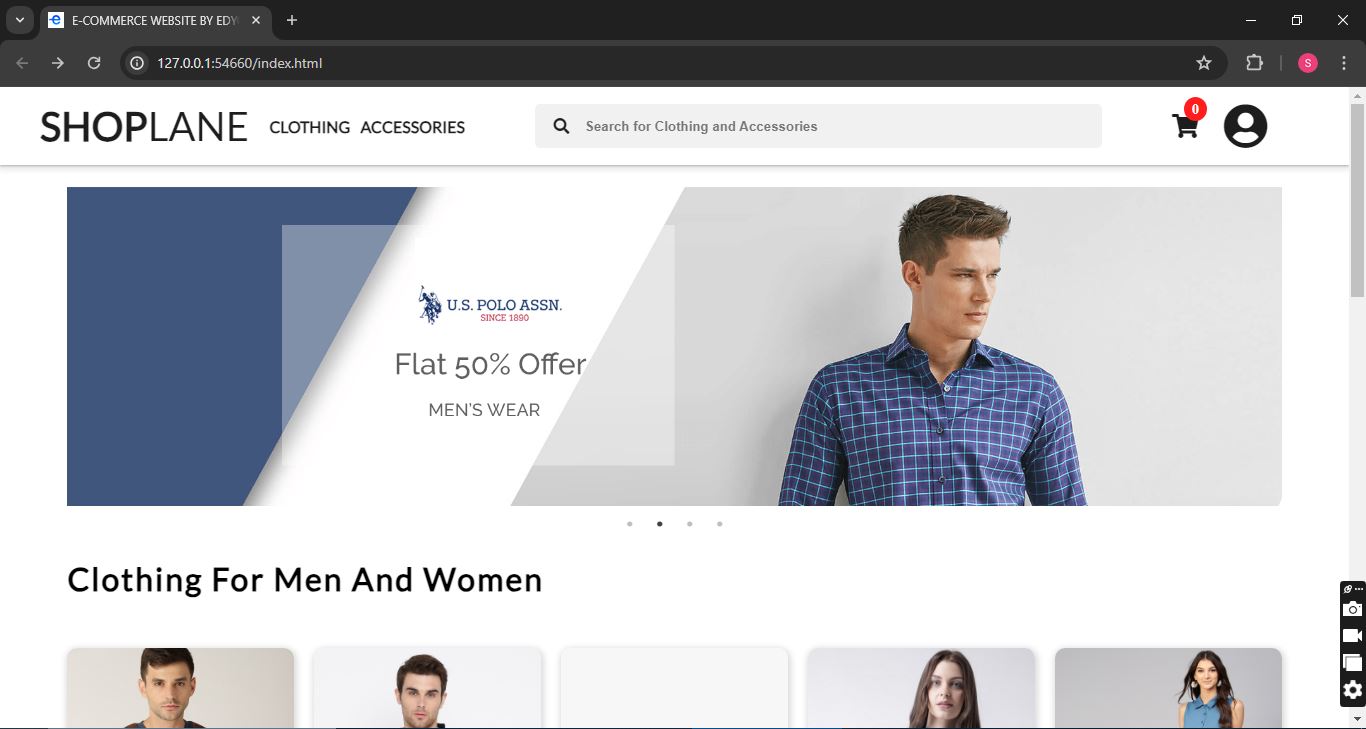 E-COMMERCE WEBSITE BY EDY
127.0.0.1:54660/index.html
S
SHOPLANE
CLOTHING ACCESSORIES
Search for Clothing and Accessories
0
U.S. POLO ASSN.
SINCE 1890
Flat 50% Offer
MEN'S WEAR
Clothing For Men And Women